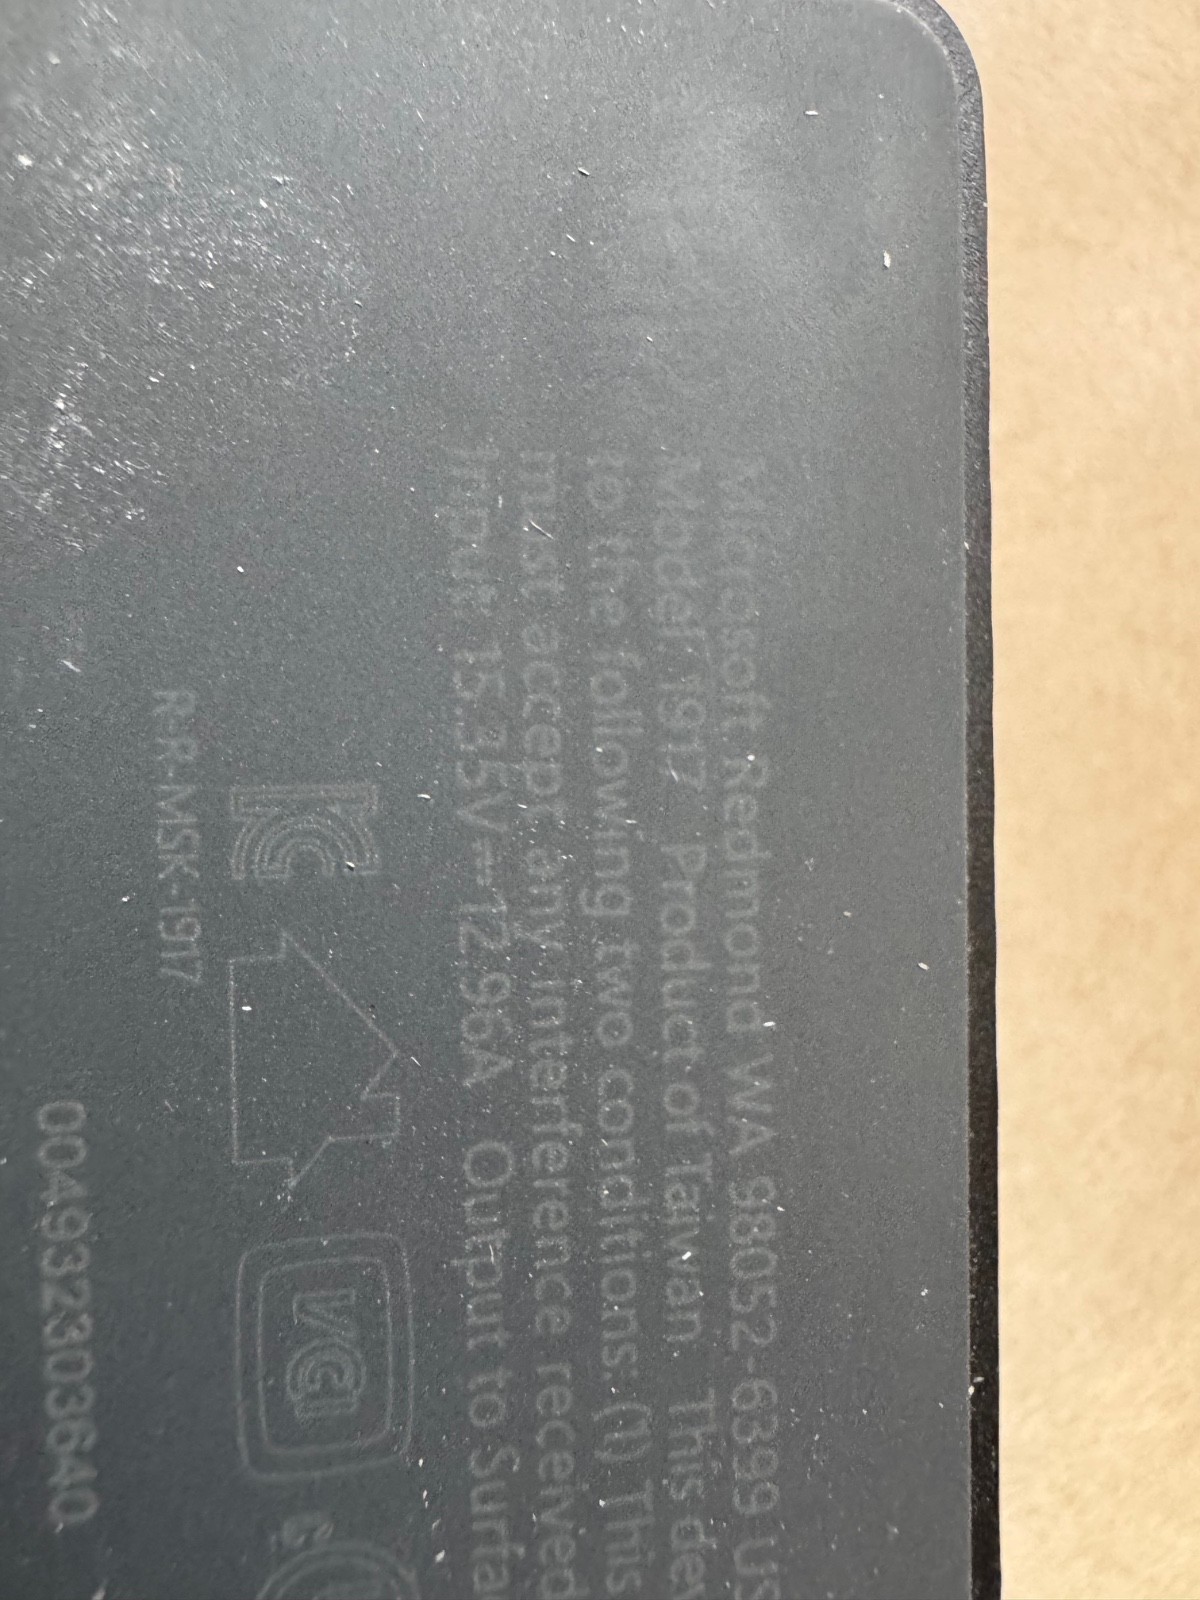 Microsoft Redmond WA 98052-6399 US
Model 1917 Product of Taiwan This dev
to the following two conditions: (1) This
must accept any interference received
Input: 15.35V⎓12.96A Output to Surfa
R-R-MSK-1917
VCI
004932303640